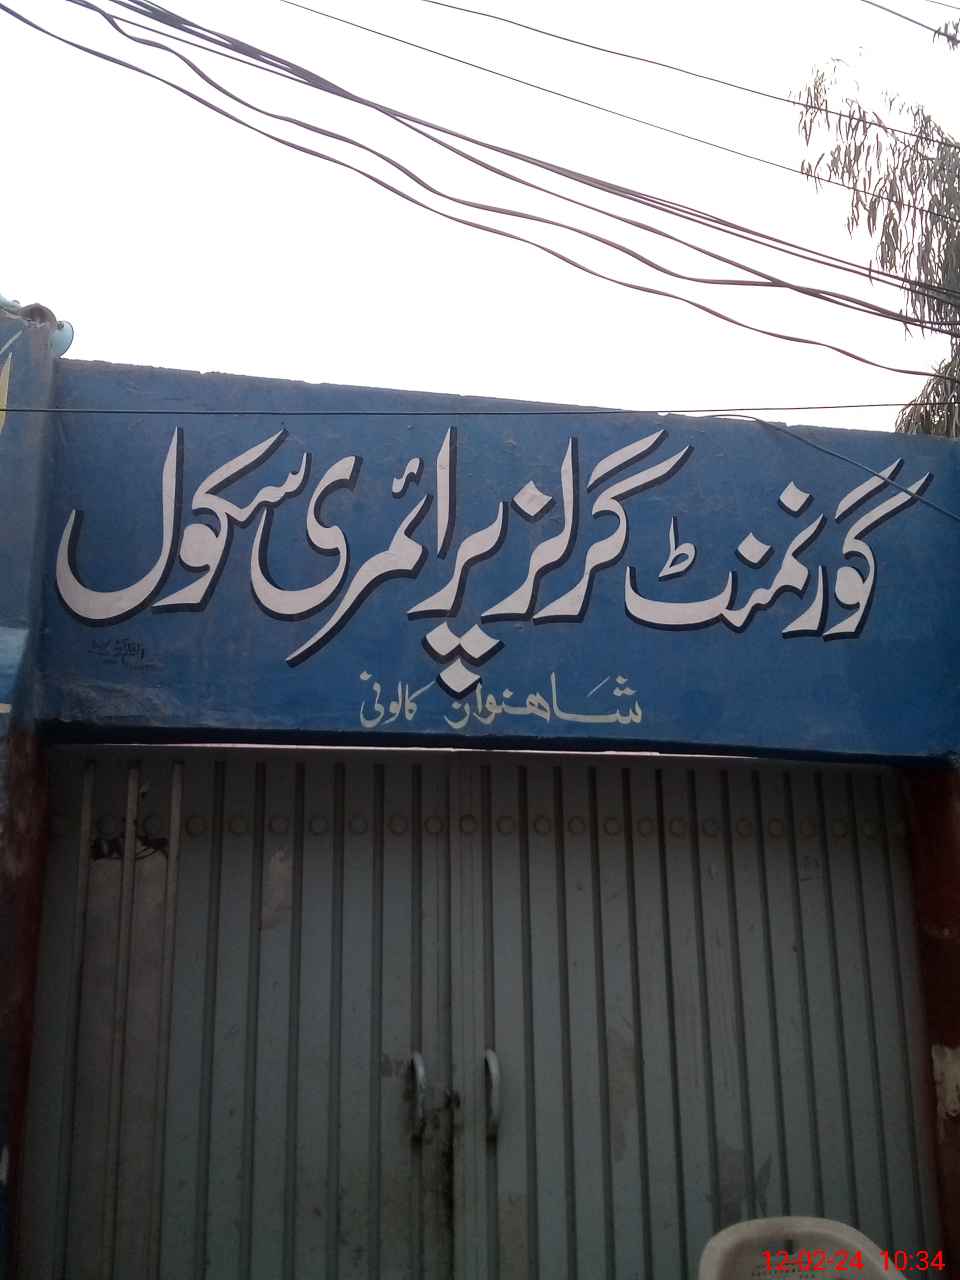 گورنمنٹ گرلز پرائمری سکول
شاہنواز کالونی
12-02-24 10:34